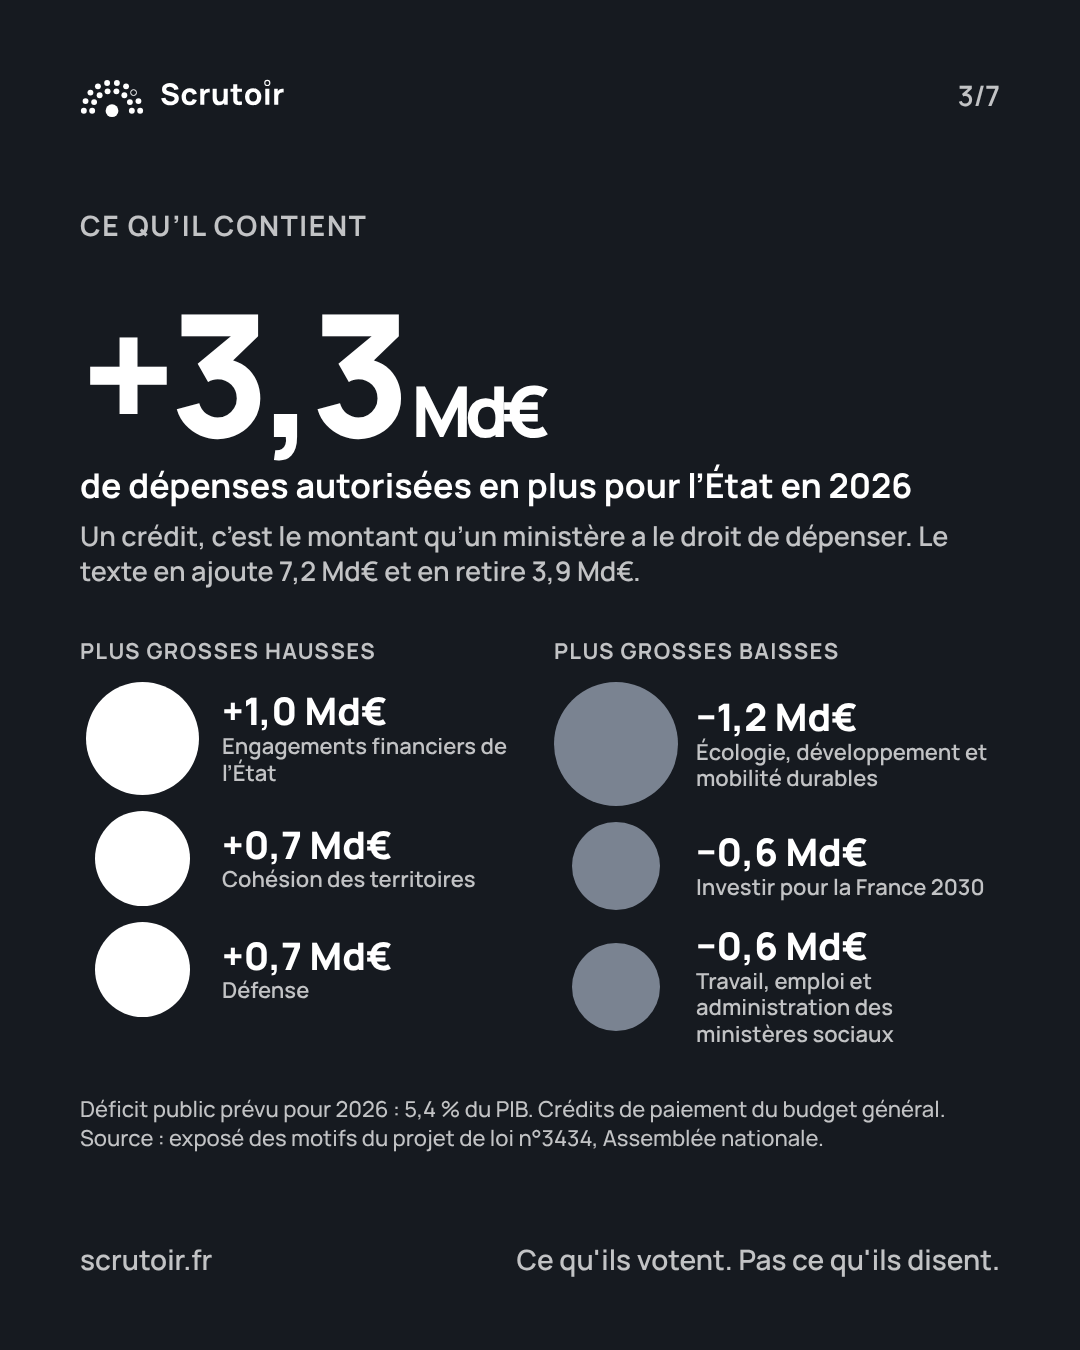 Scrutoir
3/7
CE QU’IL CONTIENT
+3,3 Md€
de dépenses autorisées en plus pour l’État en 2026
Un crédit, c’est le montant qu’un ministère a le droit de dépenser. Le
texte en ajoute 7,2 Md€ et en retire 3,9 Md€.
PLUS GROSSES HAUSSES
+1,0 Md€
Engagements financiers de
l’État
+0,7 Md€
Cohésion des territoires
+0,7 Md€
Défense
PLUS GROSSES BAISSES
−1,2 Md€
Écologie, développement et
mobilité durables
−0,6 Md€
Investir pour la France 2030
−0,6 Md€
Travail, emploi et
administration des
ministères sociaux
Déficit public prévu pour 2026 : 5,4 % du PIB. Crédits de paiement du budget général.
Source : exposé des motifs du projet de loi n°3434, Assemblée nationale.
scrutoir.fr
Ce qu'ils votent. Pas ce qu'ils disent.